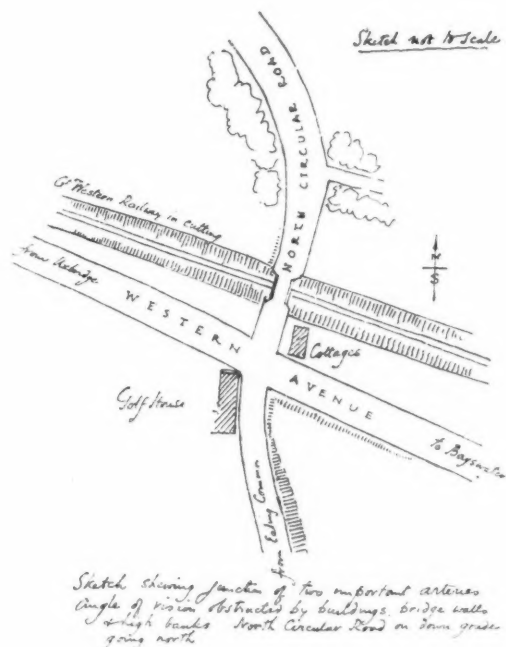 Sketch not to scale
NORTH CIRCULAR ROAD
Gt Western Railway in cutting
from Uxbridge
N
S
WESTERN AVENUE
Cottages
Golf House
to Bayswater
from Ealing Common
Sketch showing junction of two important arteries
Angle of vision obstructed by buildings, bridge walls
& high banks North Circular Road on down grade
going north